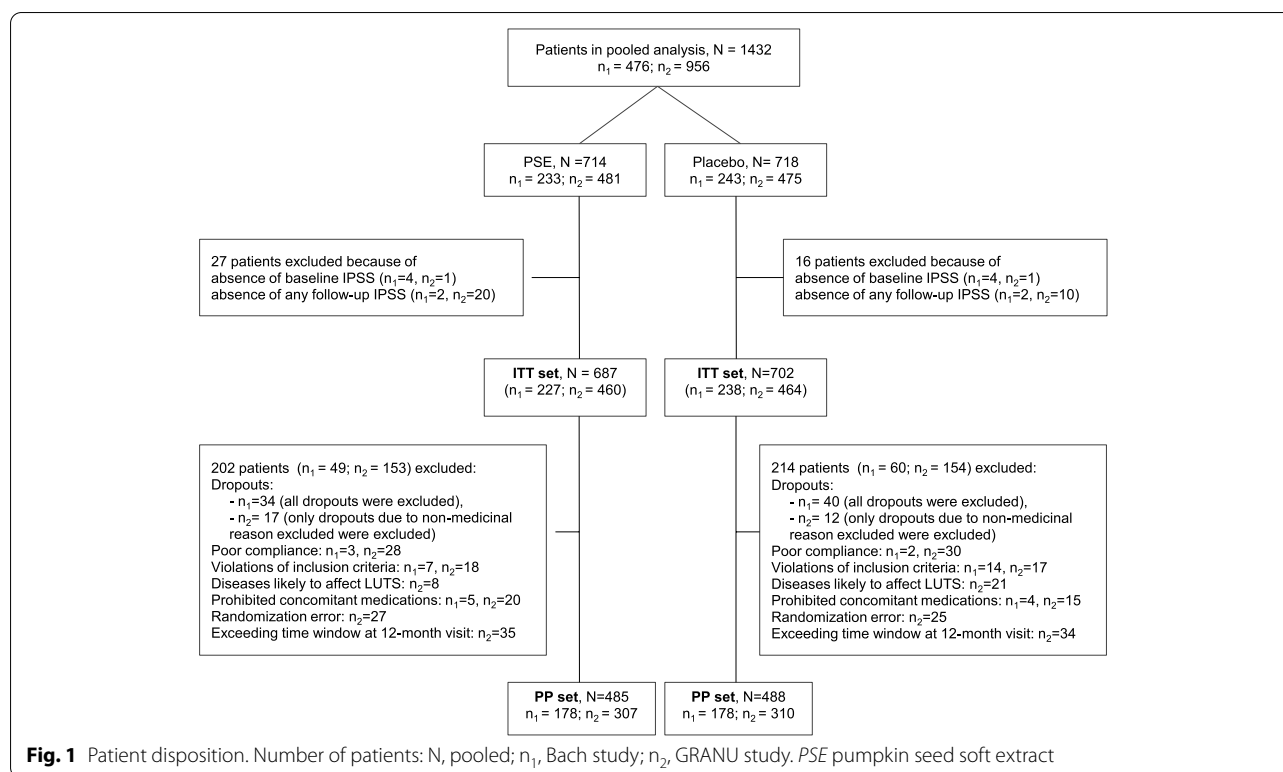 Patients in pooled analysis, N = 1432
n1 = 476; n2 = 956
PSE, N =714
n1 = 233; n2 = 481
Placebo, N= 718
n1 = 243; n2 = 475
27 patients excluded because of
absence of baseline IPSS (n1=4, n2=1)
absence of any follow-up IPSS (n1=2, n2=20)
16 patients excluded because of
absence of baseline IPSS (n1=4, n2=1)
absence of any follow-up IPSS (n1=2, n2=10)
ITT set, N = 687
(n1 = 227; n2 = 460)
ITT set, N=702
(n1 = 238; n2 = 464)
202 patients (n1 = 49; n2 = 153) excluded:
Dropouts:
- n1=34 (all dropouts were excluded),
- n2= 17 (only dropouts due to non-medicinal
reason excluded were excluded)
Poor compliance: n1=3, n2=28
Violations of inclusion criteria: n1=7, n2=18
Diseases likely to affect LUTS: n2=8
Prohibited concomitant medications: n1=5, n2=20
Randomization error: n2=27
Exceeding time window at 12-month visit: n2=35
214 patients (n1 = 60; n2 = 154) excluded:
Dropouts:
- n1= 40 (all dropouts were excluded),
- n2= 12 (only dropouts due to non-medicinal
reason excluded were excluded)
Poor compliance: n1=2, n2=30
Violations of inclusion criteria: n1=14, n2=17
Diseases likely to affect LUTS: n2=21
Prohibited concomitant medications: n1=4, n2=15
Randomization error: n2=25
Exceeding time window at 12-month visit: n2=34
PP set, N=485
n1 = 178; n2 = 307
PP set, N=488
n1 = 178; n2 = 310
Fig. 1 Patient disposition. Number of patients: N, pooled; n1, Bach study; n2, GRANU study. PSE pumpkin seed soft extract